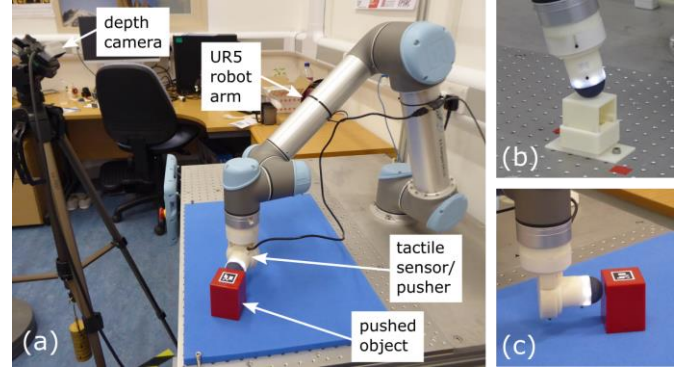 depth
camera
UR5
robot
arm
tactile
sensor/
pusher
pushed
object
(a)
(b)
(c)